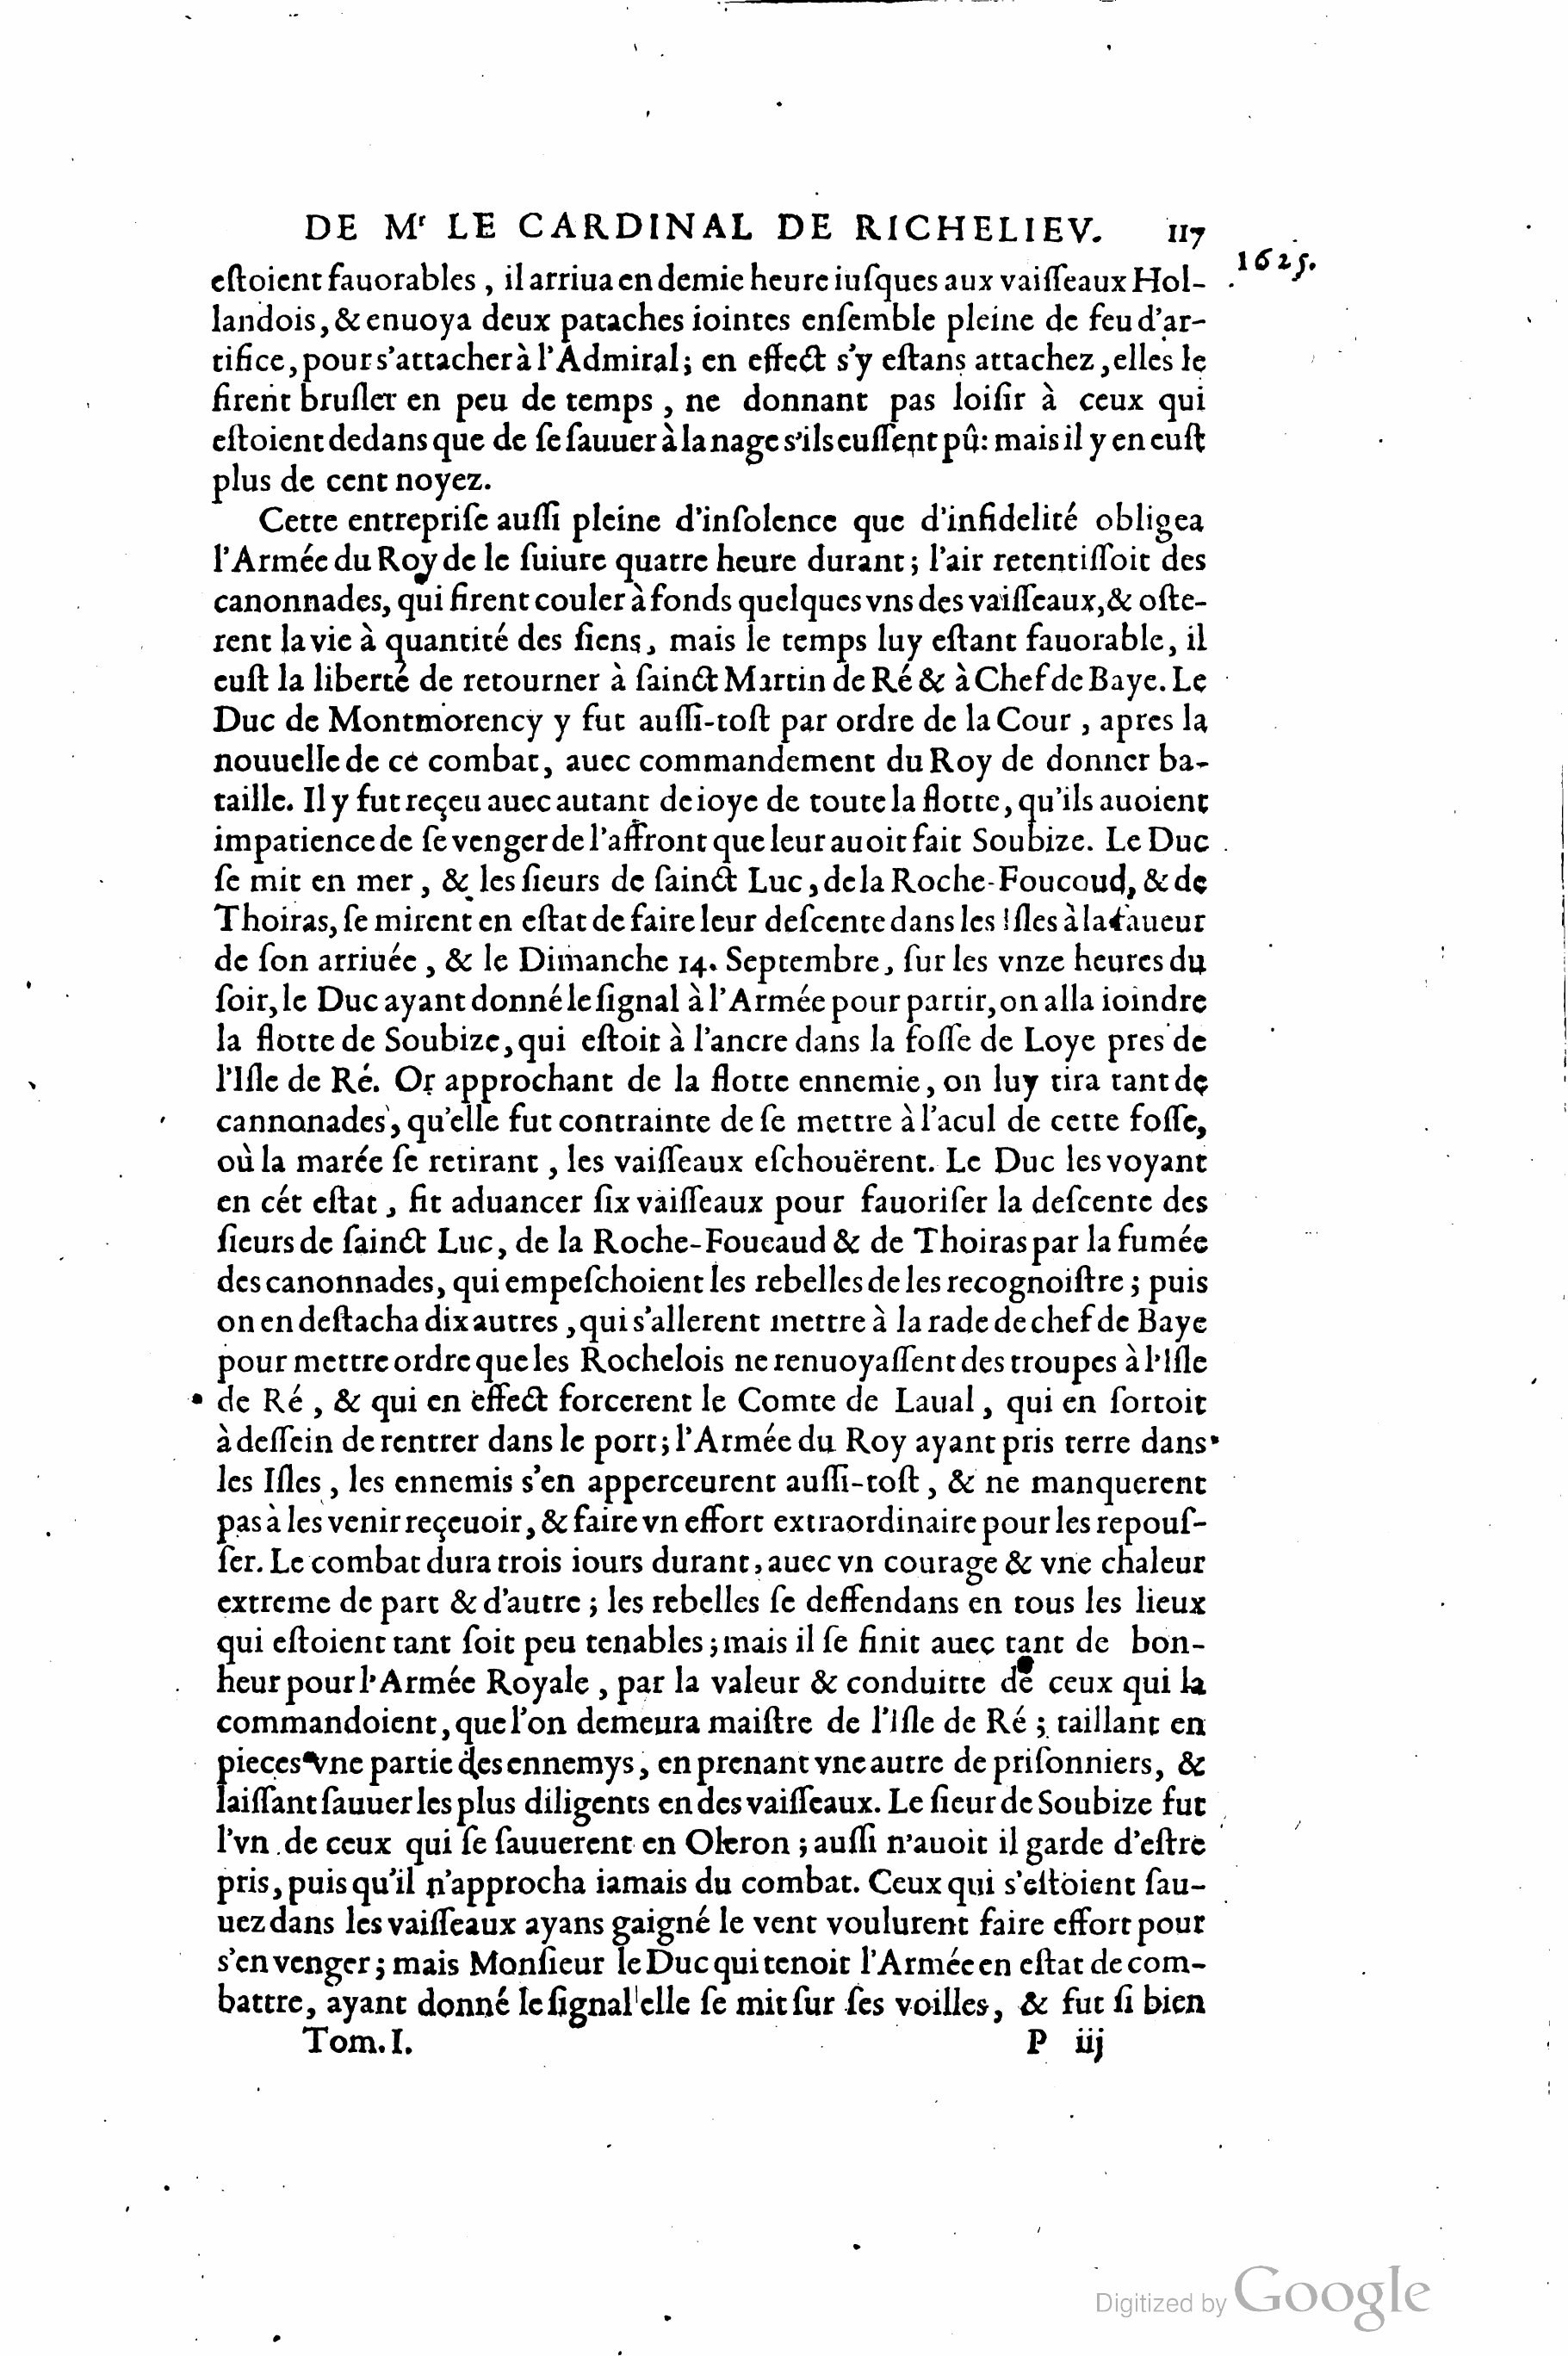 DE Mʳ LE CARDINAL DE RICHELIEV. 117
1625.
eſtoient fauorables , il arriua en demie heure iuſques aux vaiſſeaux Hol-
landois, & enuoya deux pataches iointes enſemble pleine de feu d'ar-
tifice, pour s'attacher à l'Admiral; en effect s'y eſtans attachez, elles le
firent bruſler en peu de temps , ne donnant pas loiſir à ceux qui
eſtoient dedans que de ſe ſauuer à la nage s'ils euſſent pû: mais il y en euſt
plus de cent noyez.
Cette entrepriſe auſſi pleine d'inſolence que d'infidelité obligea
l'Armée du Roy de le ſuiure quatre heure durant ; l'air retentiſſoit des
canonnades, qui firent couler à fonds quelques vns des vaiſſeaux, & oſte-
rent la vie à quantité des ſiens, mais le temps luy eſtant fauorable, il
euſt la liberté de retourner à ſainct Martin de Ré & à Chef de Baye. Le
Duc de Montmorency y fut auſſi-toſt par ordre de la Cour , apres la
nouuelle de ce combat, auec commandement du Roy de donner ba-
taille. Il y fut reçeu auec autant de ioye de toute la flotte, qu'ils auoient
impatience de ſe venger de l'affront que leur auoit fait Soubize. Le Duc
ſe mit en mer , & les ſieurs de ſainct Luc, de la Roche-Foucoud, & de
Thoiras, ſe mirent en eſtat de faire leur deſcente dans les Iſles à la faueur
de ſon arriuée , & le Dimanche 14. Septembre, ſur les vnze heures du
ſoir, le Duc ayant donné le ſignal à l'Armée pour partir, on alla ioindre
la flotte de Soubize, qui eſtoit à l'ancre dans la foſſe de Loye pres de
l'Iſle de Ré. Or approchant de la flotte ennemie, on luy tira tant de
cannonades, qu'elle fut contrainte de ſe mettre à l'acul de cette foſſe,
où la marée ſe retirant , les vaiſſeaux eſchouërent. Le Duc les voyant
en cét eſtat , fit aduancer ſix vaiſſeaux pour fauoriſer la deſcente des
ſieurs de ſainct Luc, de la Roche-Foucaud & de Thoiras par la fumée
des canonnades, qui empeſchoient les rebelles de les recognoiſtre ; puis
on en deſtacha dix autres , qui s'allerent mettre à la rade de chef de Baye
pour mettre ordre que les Rochelois ne renuoyaſſent des troupes à l'Iſle
de Ré , & qui en effect forcerent le Comte de Laual , qui en ſortoit
à deſſein de rentrer dans le port; l'Armée du Roy ayant pris terre dans
les Iſles , les ennemis s'en apperceurent auſſi-toſt , & ne manquerent
pas à les venir reçeuoir, & faire vn effort extraordinaire pour les repouſ-
ſer. Le combat dura trois iours durant, auec vn courage & vne chaleur
extreme de part & d'autre ; les rebelles ſe deffendans en tous les lieux
qui eſtoient tant ſoit peu tenables; mais il ſe finit auec tant de bon-
heur pour l'Armée Royale , par la valeur & conduitte de ceux qui la
commandoient, que l'on demeura maiſtre de l'Iſle de Ré ; taillant en
pieces vne partie des ennemys, en prenant vne autre de priſonniers, &
laiſſant ſauuer les plus diligents en des vaiſſeaux. Le ſieur de Soubize fut
l'vn de ceux qui ſe ſauuerent en Oleron ; auſſi n'auoit il garde d'eſtre
pris, puis qu'il n'approcha iamais du combat. Ceux qui s'eſtoient ſau-
uez dans les vaiſſeaux ayans gaigné le vent voulurent faire effort pour
s'en venger; mais Monſieur le Duc qui tenoit l'Armée en eſtat de com-
battre, ayant donné le ſignal elle ſe mit ſur ſes voilles, & fut ſi bien
Tom. I. P iij
Digitized by Google